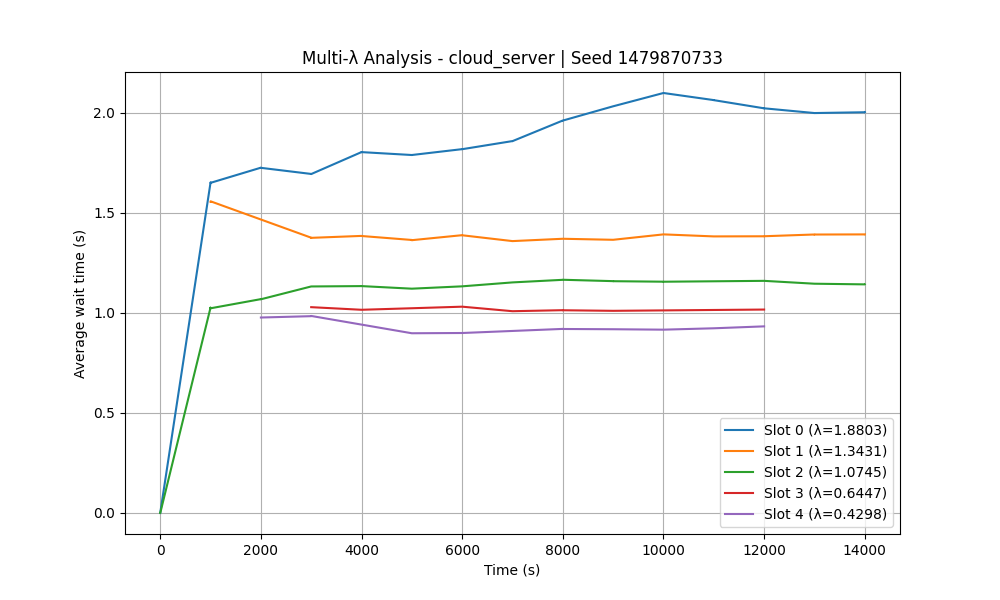 Multi-λ Analysis - cloud_server | Seed 1479870733
Average wait time (s)
2.0
1.5
1.0
0.5
0.0
0 2000 4000 6000 8000 10000 12000 14000
Time (s)
Slot 0 (λ=1.8803)
Slot 1 (λ=1.3431)
Slot 2 (λ=1.0745)
Slot 3 (λ=0.6447)
Slot 4 (λ=0.4298)